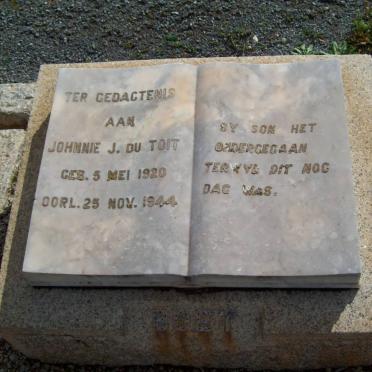 TER GEDAGTENIS
AAN
JOHNNIE J. DU TOIT
GEB. 5 MEI 1920
OORL. 25 NOV. 1944
SY SON HET
ONDERGEGAAN
TERWYL DIT NOG
DAG WAS.